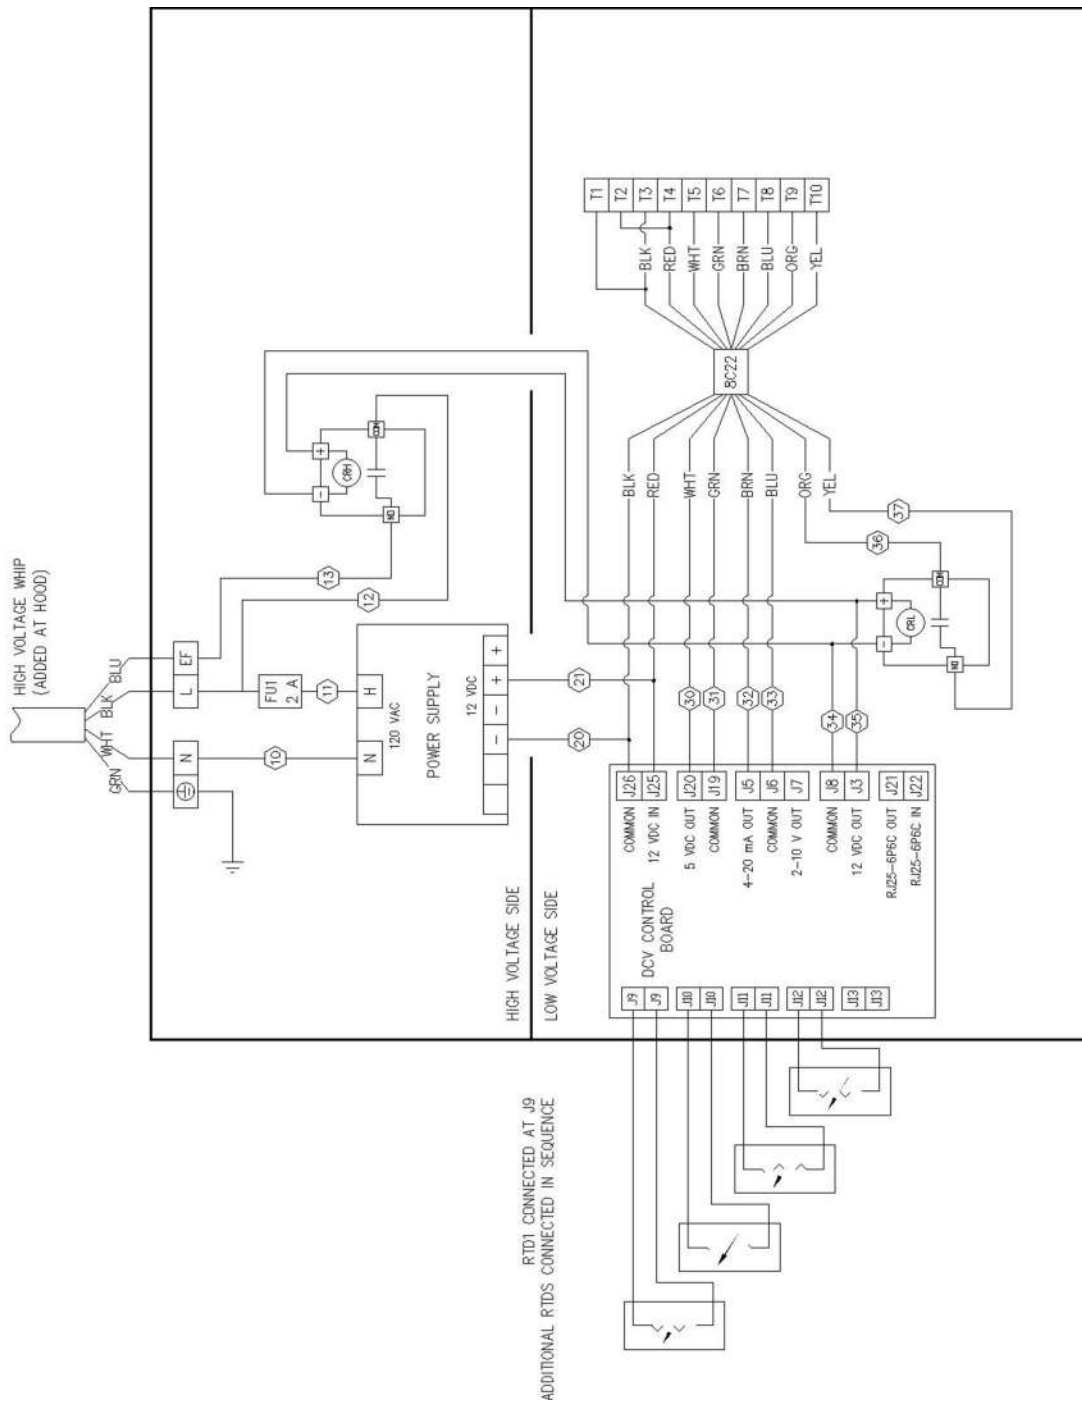 HIGH VOLTAGE WHIP
(ADDED AT HOOD)
GRN
WHT
BLK
BLU
N
L
EF
FU1
2 A
10
11
12
13
N
H
120 VAC
POWER SUPPLY
12 VDC
-
-
+
+
-
+
CRH
COM
NO
20
21
HIGH VOLTAGE SIDE
LOW VOLTAGE SIDE
DCV CONTROL
BOARD
COMMON J26
12 VDC IN J25
5 VDC OUT J20
COMMON J19
4-20 mA OUT J5
COMMON J6
2-10 V OUT J7
COMMON J8
12 VDC OUT J3
RJ25-6P6C OUT J21
RJ25-6P6C IN J22
J9
J9
J10
J10
J11
J11
J12
J12
J13
J13
30
31
32
33
34
35
36
37
-
+
CRL
COM
NO
BLK
RED
WHT
GRN
BRN
BLU
ORG
YEL
8C22
BLK
RED
WHT
GRN
BRN
BLU
ORG
YEL
T1
T2
T3
T4
T5
T6
T7
T8
T9
T10
RTD1 CONNECTED AT J9
ADDITIONAL RTDS CONNECTED IN SEQUENCE